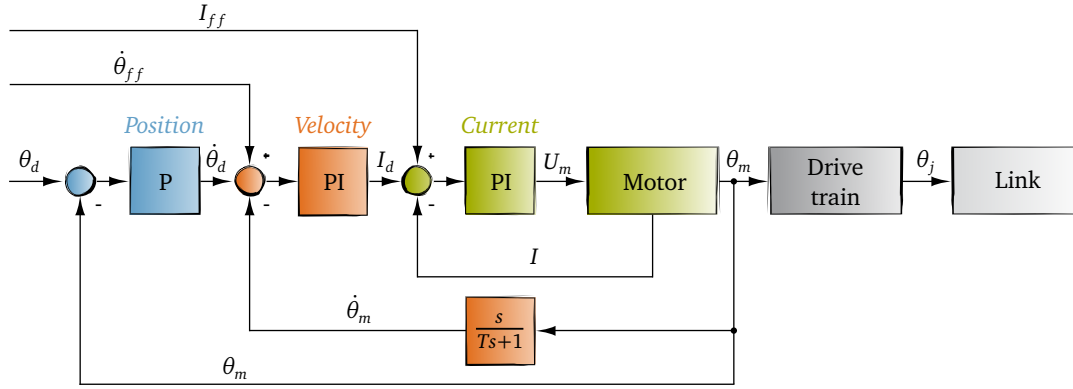 I_ff
θ̇_ff
Position
Velocity
Current
θ_d
P
θ̇_d
+
-
PI
I_d
+
-
PI
U_m
Motor
θ_m
Drive
train
θ_j
Link
-
I
θ̇_m
s
Ts+1
θ_m